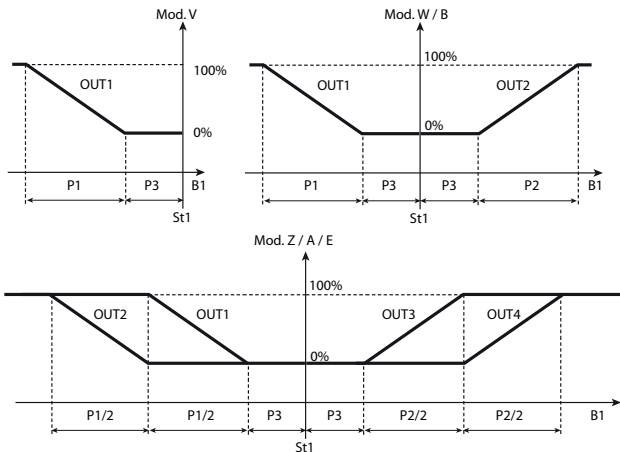 Mod. V
100%
OUT1
0%
P1 P3 B1
St1
Mod. W / B
100%
OUT1 OUT2
0%
P1 P3 P3 P2 B1
St1
Mod. Z / A / E
100%
OUT2 OUT1 OUT3 OUT4
0%
P1/2 P1/2 P3 P3 P2/2 P2/2 B1
St1